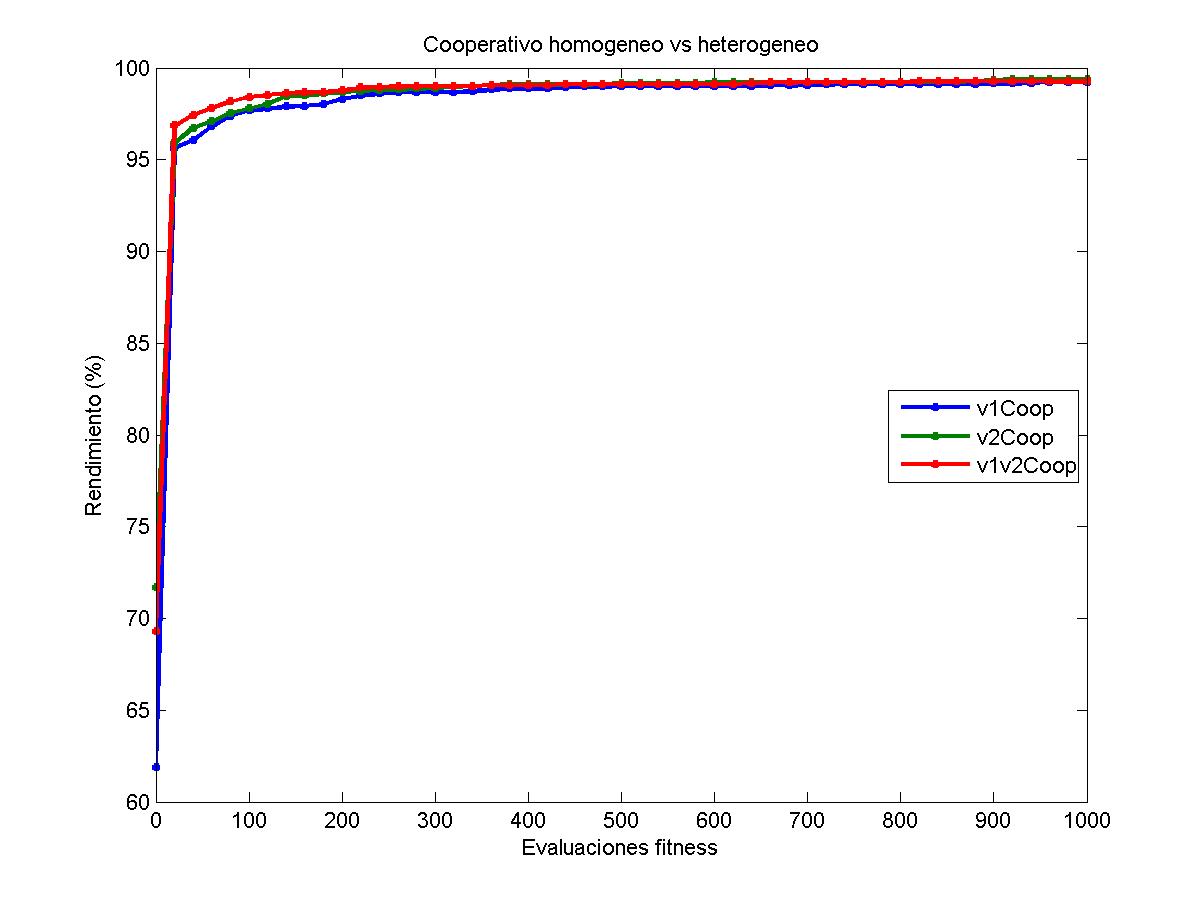 Cooperativo homogeneo vs heterogeneo
100
95
90
85
80
75
70
65
60
Rendimiento (%)
v1Coop
v2Coop
v1v2Coop
0 100 200 300 400 500 600 700 800 900 1000
Evaluaciones fitness